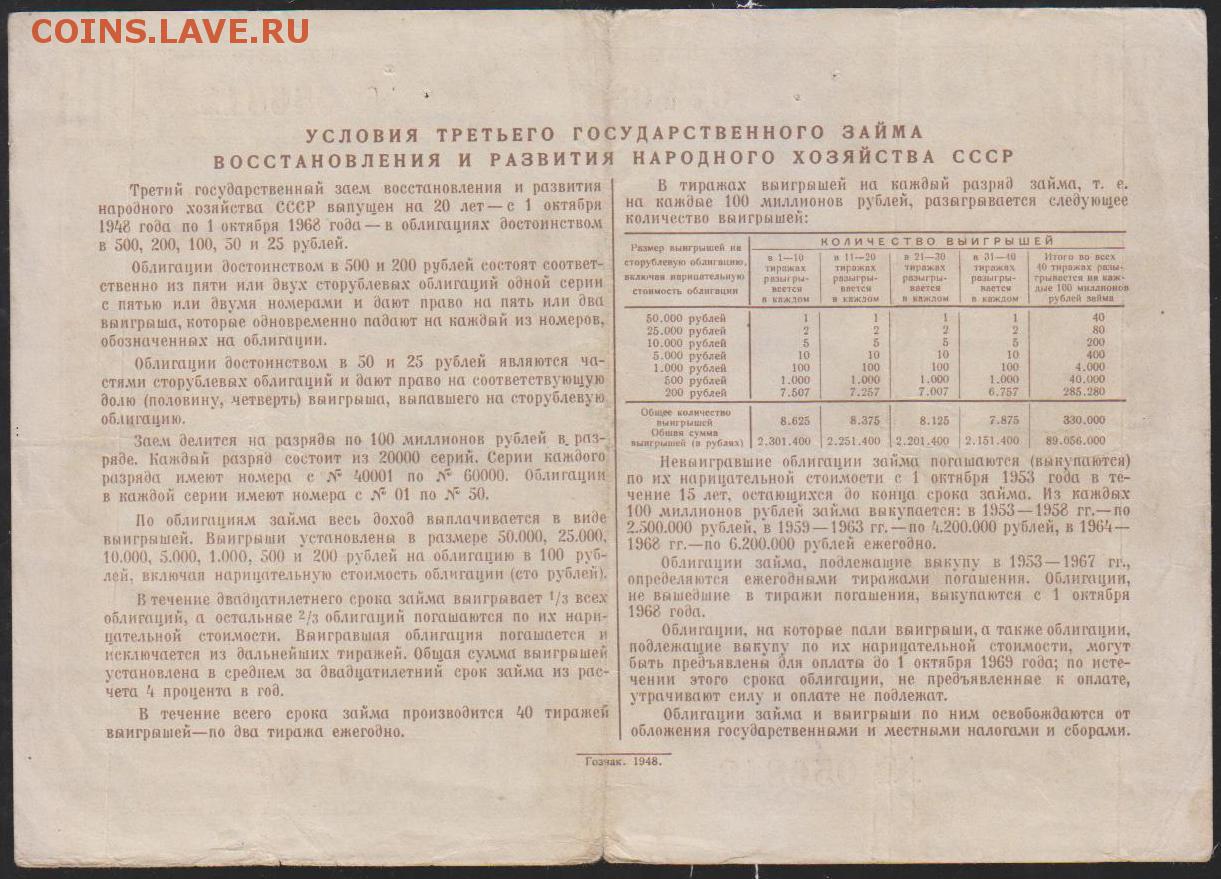 COINS.LAVE.RU
УСЛОВИЯ ТРЕТЬЕГО ГОСУДАРСТВЕННОГО ЗАЙМА
ВОССТАНОВЛЕНИЯ И РАЗВИТИЯ НАРОДНОГО ХОЗЯЙСТВА СССР
Третий государственный заем восстановления и развития
народного хозяйства СССР выпущен на 20 лет — с 1 октября
1948 года по 1 октября 1968 года — в облигациях достоинством
в 500, 200, 100, 50 и 25 рублей.
Облигации достоинством в 500 и 200 рублей состоят соответ-
ственно из пяти или двух сторублевых облигаций одной серии
с пятью или двумя номерами и дают право на пять или два
выигрыша, которые одновременно падают на каждый из номеров,
обозначенных на облигации.
Облигации достоинством в 50 и 25 рублей являются ча-
стями сторублевых облигаций и дают право на соответствующую
долю (половину, четверть) выигрыша, выпавшего на сторублевую
облигацию.
Заем делится на разряды по 100 миллионов рублей в раз-
ряде. Каждый разряд состоит из 20000 серий. Серии каждого
разряда имеют номера с № 40001 по № 60000. Облигации
в каждой серии имеют номера с № 01 по № 50.
По облигациям займа весь доход выплачивается в виде
выигрышей. Выигрыши установлены в размере 50.000, 25.000,
10.000, 5.000, 1.000, 500 и 200 рублей на облигацию в 100 руб-
лей, включая нарицательную стоимость облигации (сто рублей).
В течение двадцатилетнего срока займа выигрывает 1/3 всех
облигаций, а остальные 2/3 облигаций погашаются по их нари-
цательной стоимости. Выигравшая облигация погашается и
исключается из дальнейших тиражей. Общая сумма выигрышей
установлена в среднем за двадцатилетний срок займа из рас-
чета 4 процента в год.
В течение всего срока займа производится 40 тиражей
выигрышей—по два тиража ежегодно.
В тиражах выигрышей на каждый разряд займа, т. е.
на каждые 100 миллионов рублей, разыгрывается следующее
количество выигрышей:
Размер выигрышей на
сторублевую облигацию,
включая нарицательную
стоимость облигации
КОЛИЧЕСТВО ВЫИГРЫШЕЙ
в 1—10
тиражах
разыгры-
вается
в каждом
в 11—20
тиражах
разыгры-
вается
в каждом
в 21—30
тиражах
разыгры-
вается
в каждом
в 31—40
тиражах
разыгры-
вается
в каждом
Итого во всех
40 тиражах разы-
грывается на каж-
дые 100 миллионов
рублей займа
50.000 рублей 1 1 1 1 40
25.000 рублей 2 2 2 2 80
10.000 рублей 5 5 5 5 200
5.000 рублей 10 10 10 10 400
1.000 рублей 100 100 100 100 4.000
500 рублей 1.000 1.000 1.000 1.000 40.000
200 рублей 7.507 7.257 7.007 6.757 285.280
Общее количество
выигрышей 8.625 8.375 8.125 7.875 330.000
Общая сумма
выигрышей (в рублях) 2.301.400 2.251.400 2.201.400 2.151.400 89.056.000
Невыигравшие облигации займа погашаются (выкупаются)
по их нарицательной стоимости с 1 октября 1953 года в те-
чение 15 лет, остающихся до конца срока займа. Из каждых
100 миллионов рублей займа выкупается: в 1953—1958 гг.—по
2.500.000 рублей, в 1959—1963 гг.—по 4.200.000 рублей, в 1964—
1968 гг.—по 6.200.000 рублей ежегодно.
Облигации займа, подлежащие выкупу в 1953—1967 гг.,
определяются ежегодными тиражами погашения. Облигации,
не вышедшие в тиражи погашения, выкупаются с 1 октября
1968 года.
Облигации, на которые пали выигрыши, а также облигации,
подлежащие выкупу по их нарицательной стоимости, могут
быть предъявлены для оплаты до 1 октября 1969 года; по исте-
чении этого срока облигации, не предъявленные к оплате,
утрачивают силу и оплате не подлежат.
Облигации займа и выигрыши по ним освобождаются от
обложения государственными и местными налогами и сборами.
Гознак. 1948.